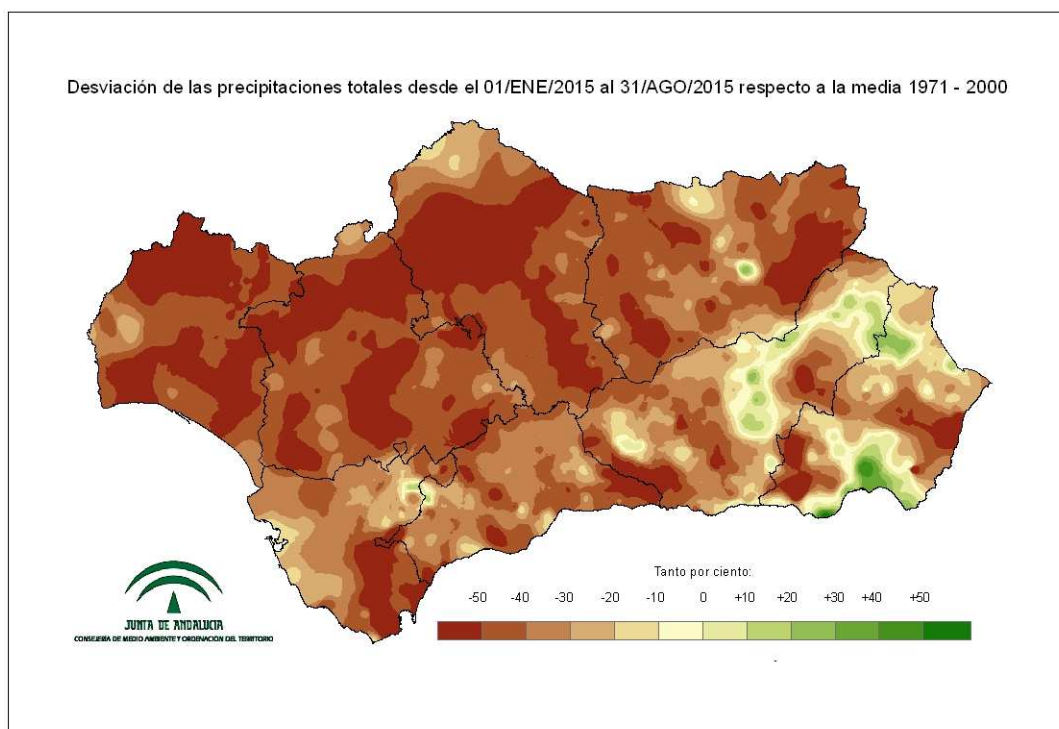 Desviación de las precipitaciones totales desde el 01/ENE/2015 al 31/AGO/2015 respecto a la media 1971 - 2000
Tanto por ciento:
-50 -40 -30 -20 -10 0 +10 +20 +30 +40 +50
JUNTA DE ANDALUCIA
CONSEJERÍA DE MEDIO AMBIENTE Y ORDENACION DEL TERRITORIO